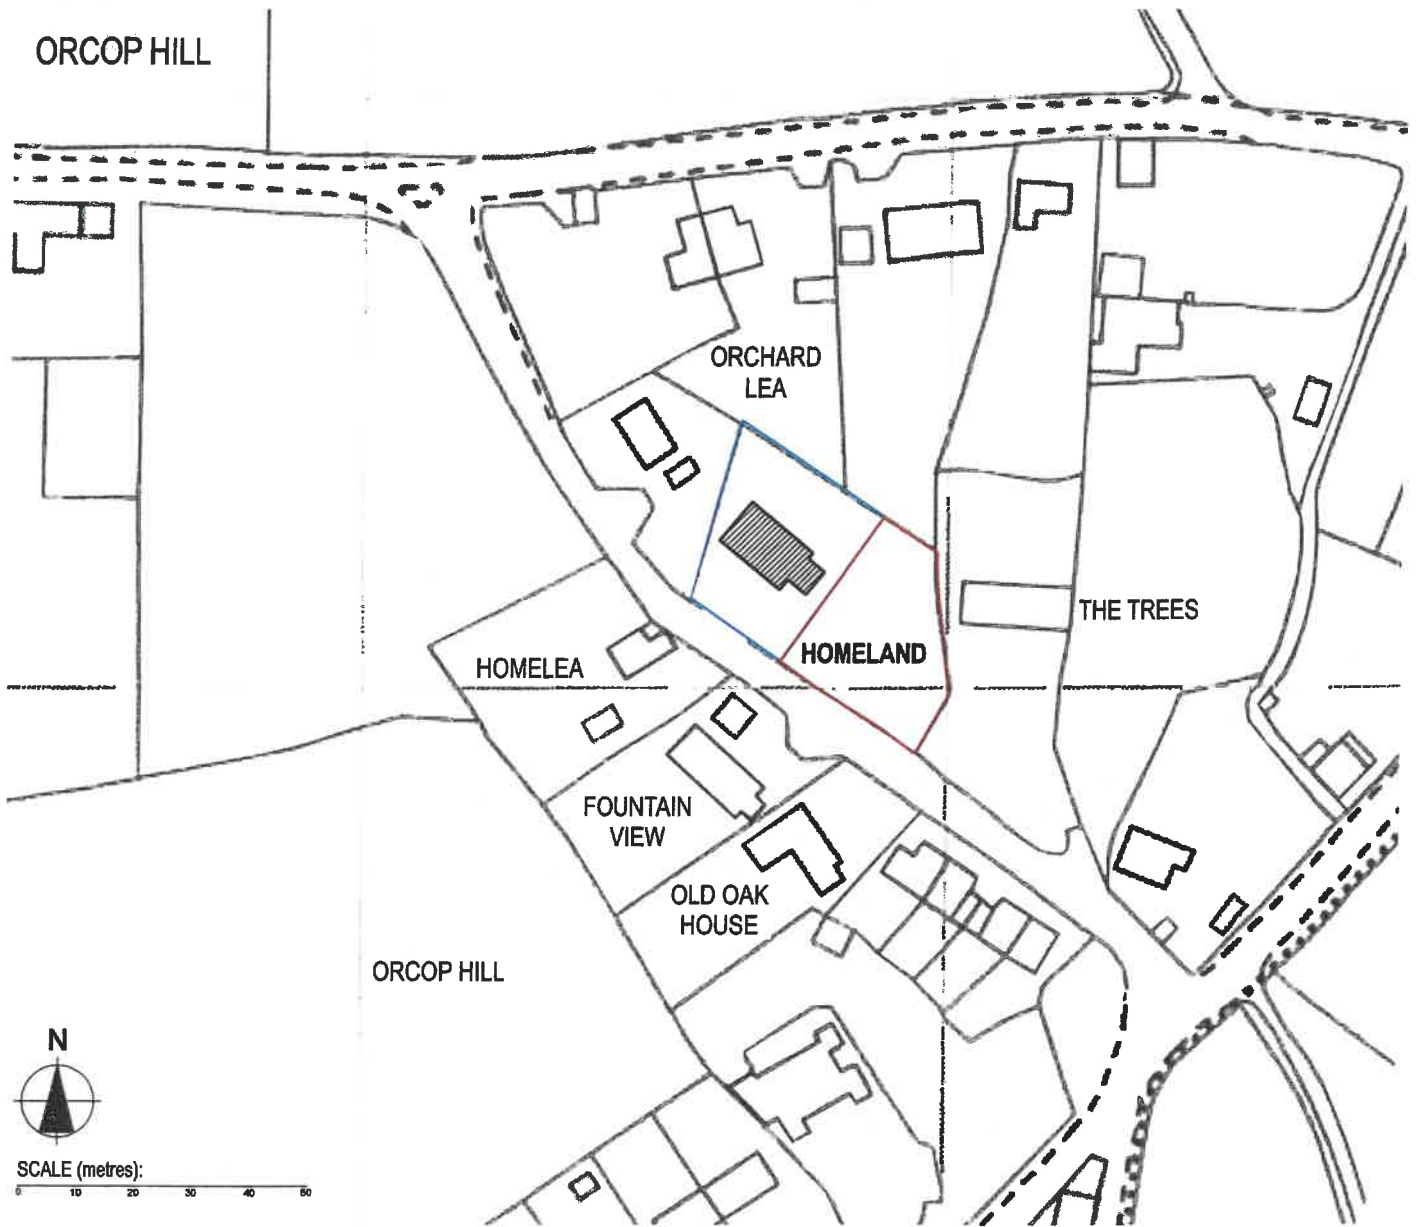 ORCOP HILL
ORCHARD
LEA
THE TREES
HOMELAND
HOMELEA
FOUNTAIN
VIEW
OLD OAK
HOUSE
ORCOP HILL
N
SCALE (metres):
0 10 20 30 40 50